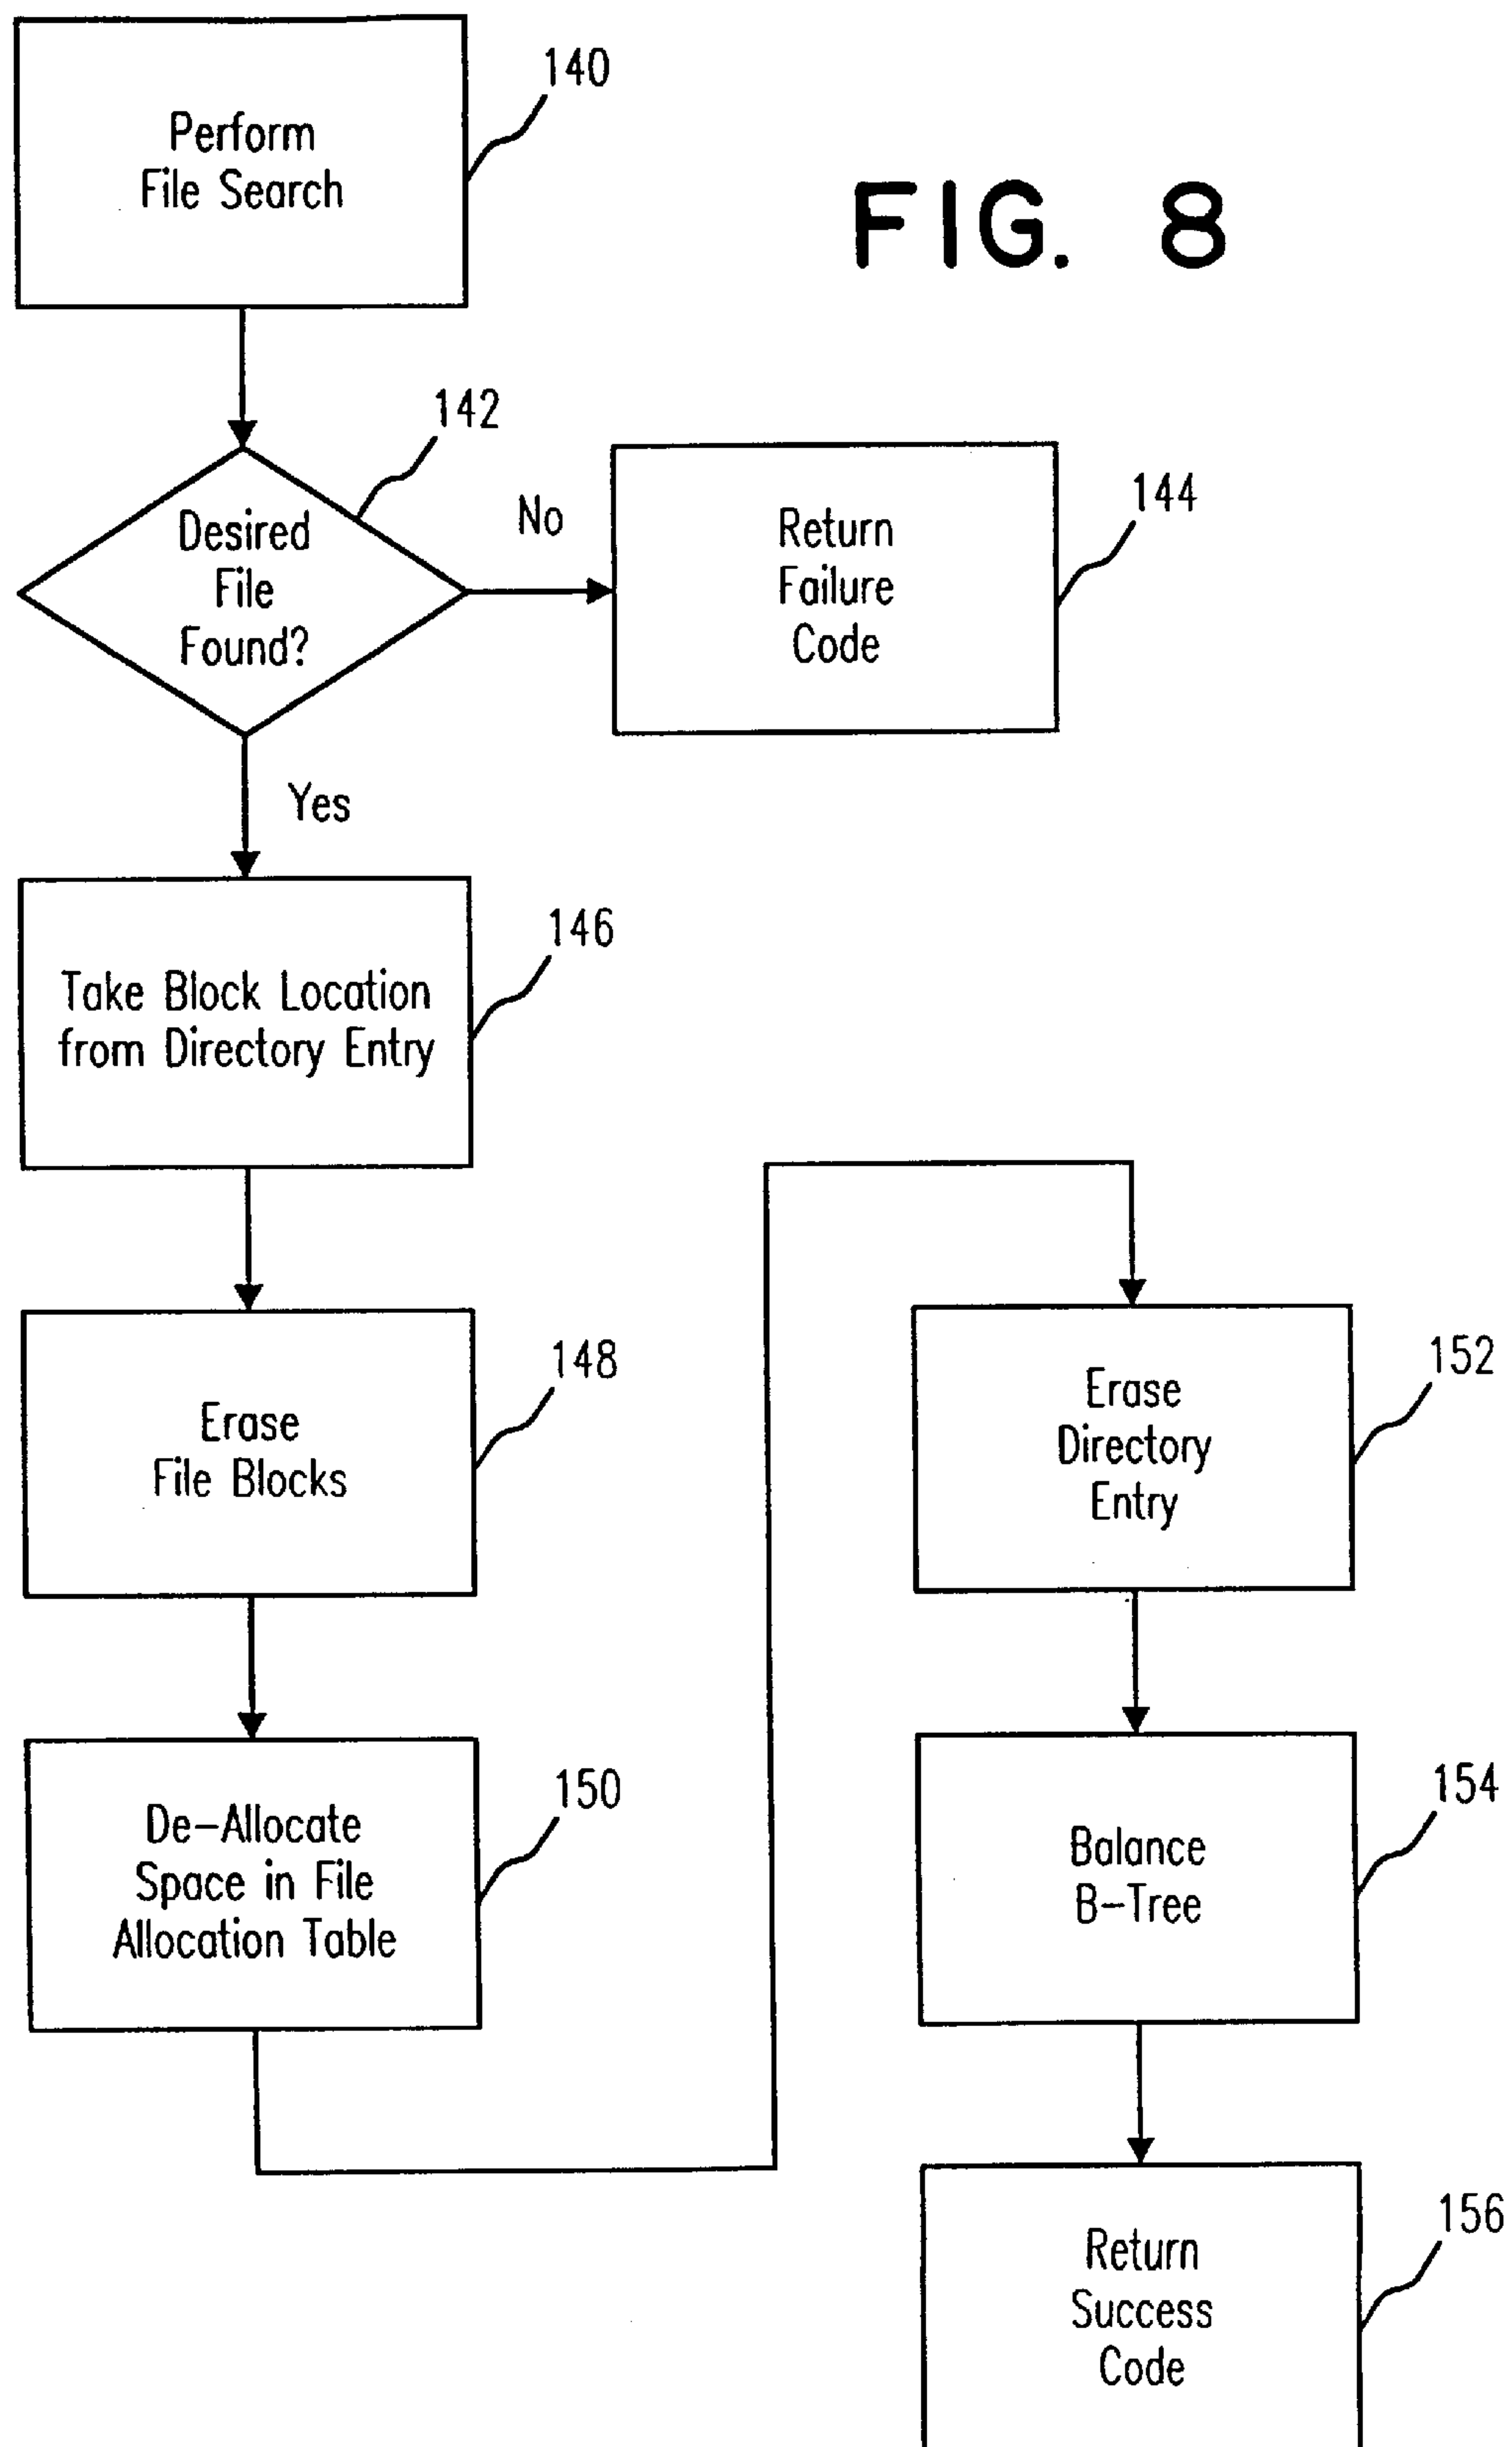 140
Perform
File Search
FIG. 8
142
Desired
File
Found?
No
144
Return
Failure
Code
Yes
146
Take Block Location
from Directory Entry
148
Erase
File Blocks
150
De-Allocate
Space in File
Allocation Table
152
Erase
Directory
Entry
154
Balance
B-Tree
156
Return
Success
Code